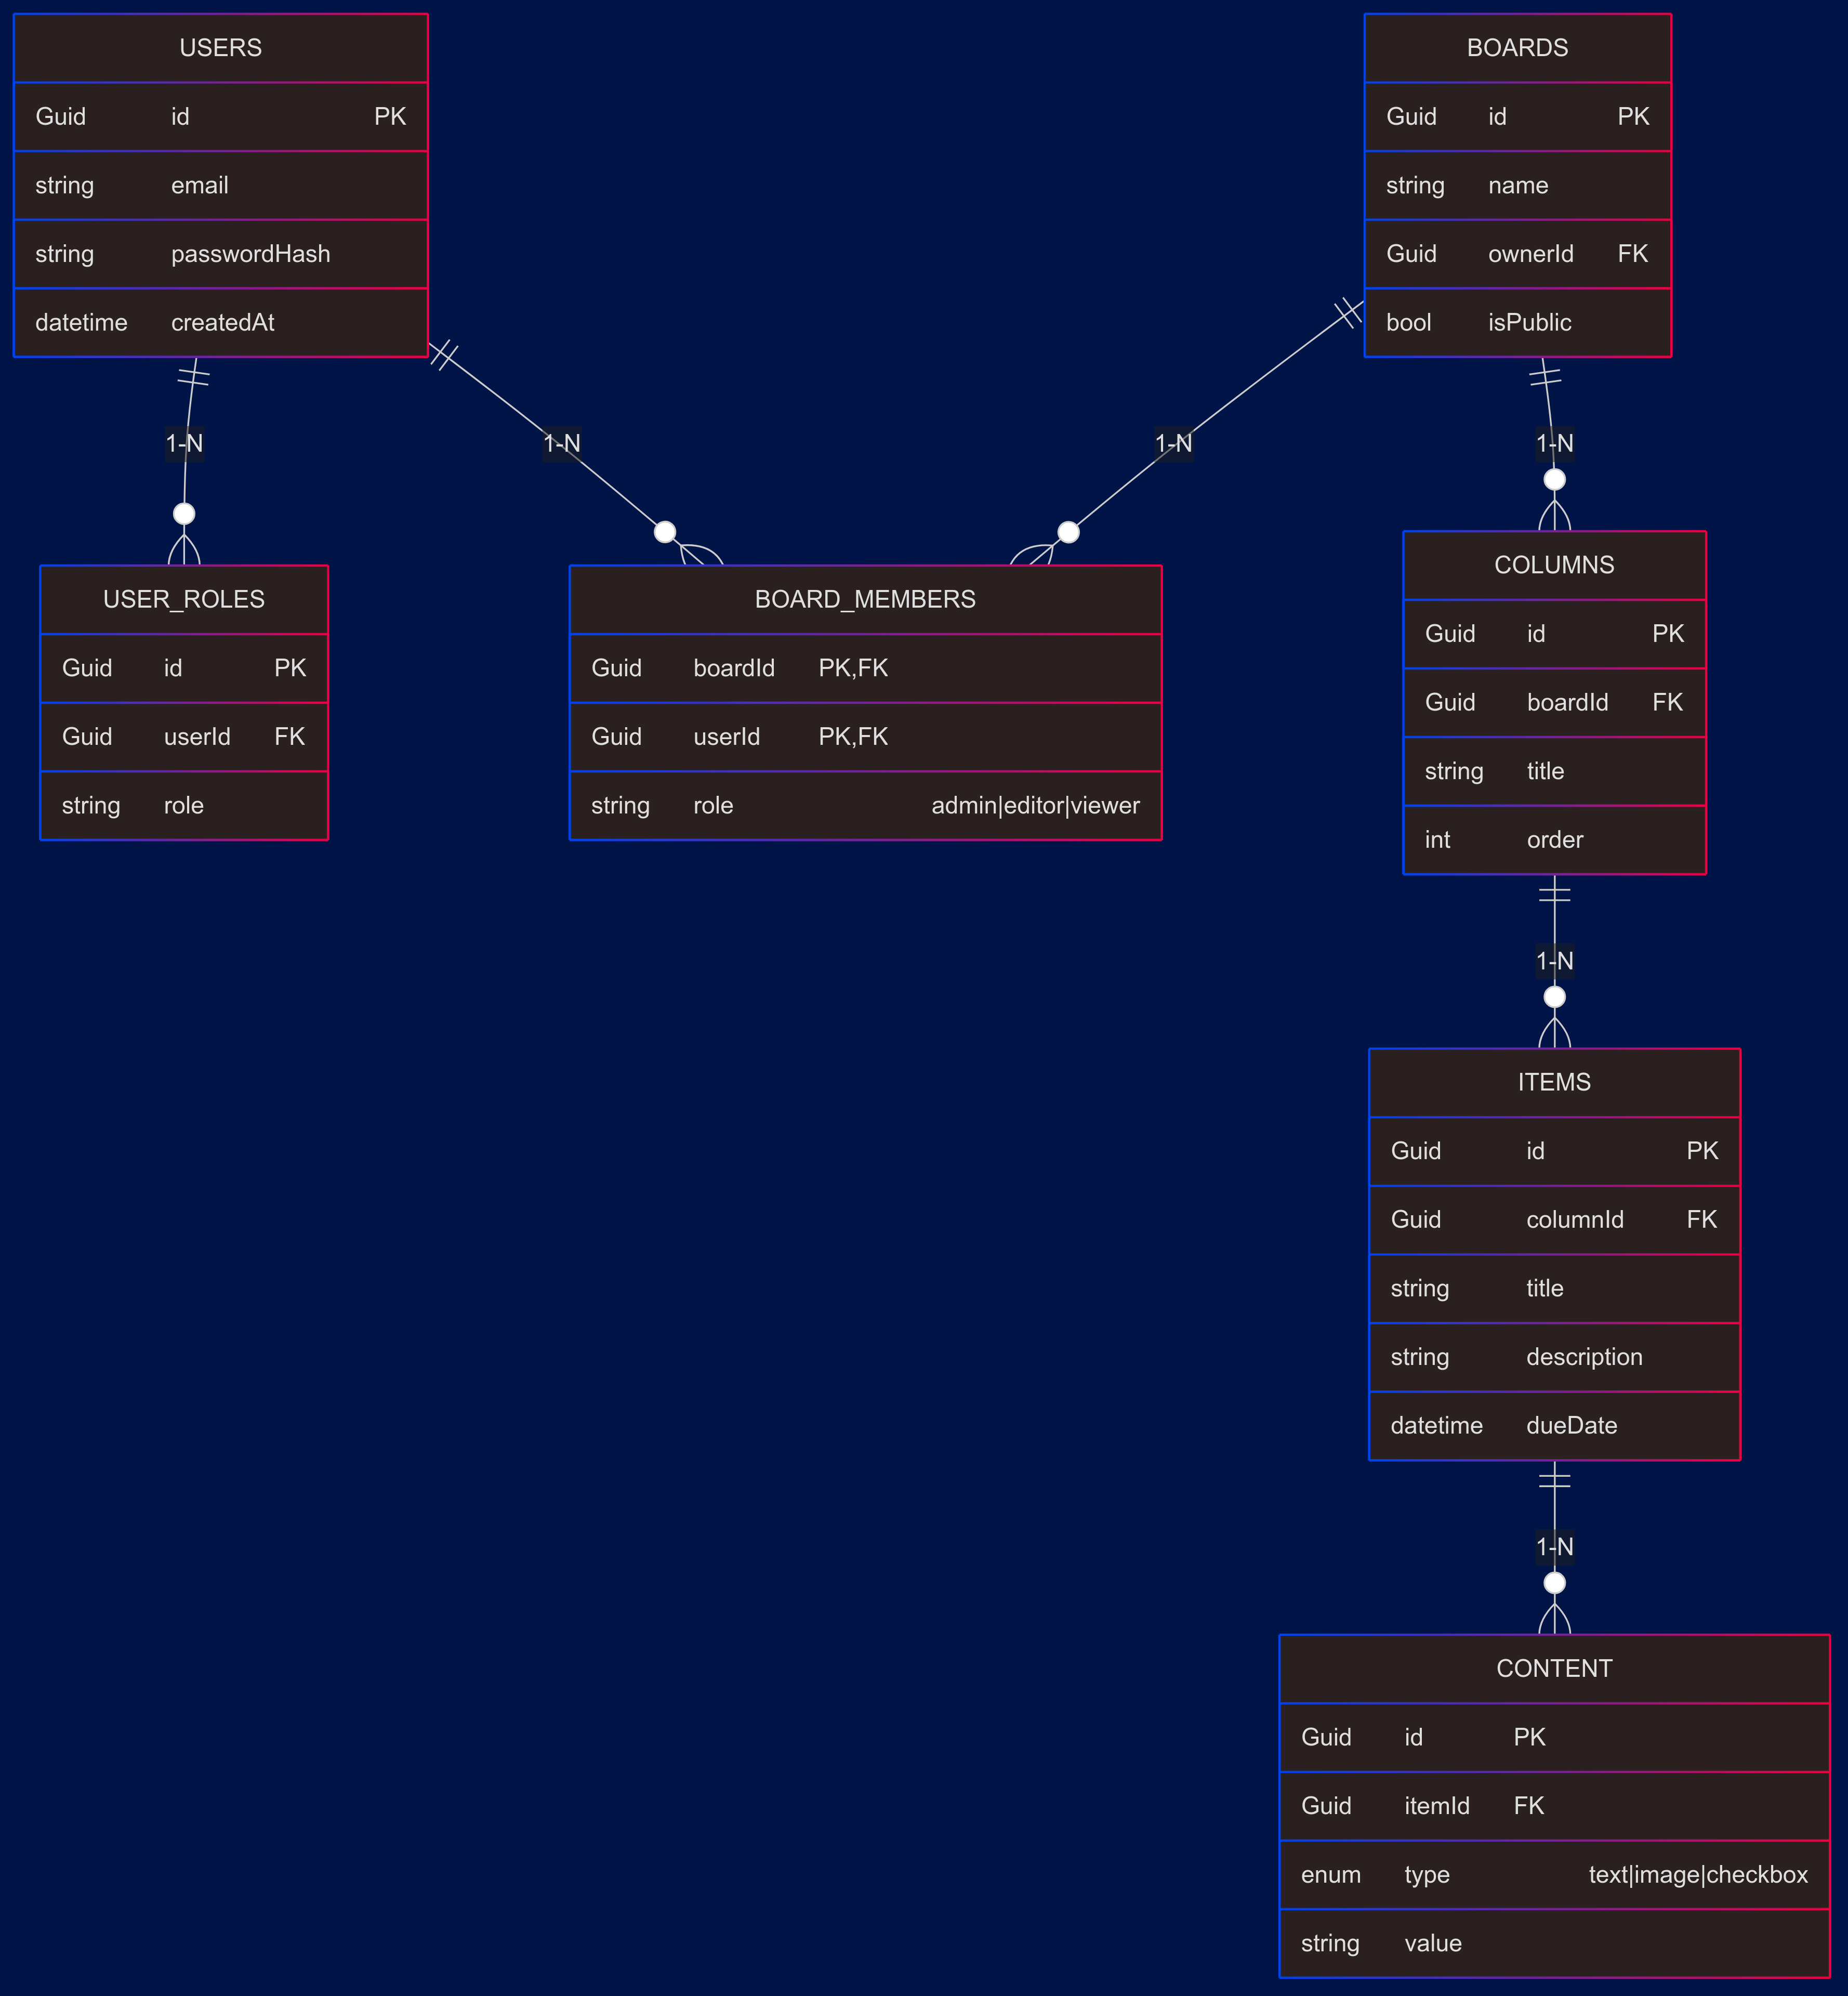 USERS
Guid id PK
string email
string passwordHash
datetime createdAt
BOARDS
Guid id PK
string name
Guid ownerId FK
bool isPublic
1-N
1-N
1-N
1-N
USER_ROLES
Guid id PK
Guid userId FK
string role
BOARD_MEMBERS
Guid boardId PK,FK
Guid userId PK,FK
string role admin|editor|viewer
COLUMNS
Guid id PK
Guid boardId FK
string title
int order
1-N
ITEMS
Guid id PK
Guid columnId FK
string title
string description
datetime dueDate
1-N
CONTENT
Guid id PK
Guid itemId FK
enum type text|image|checkbox
string value